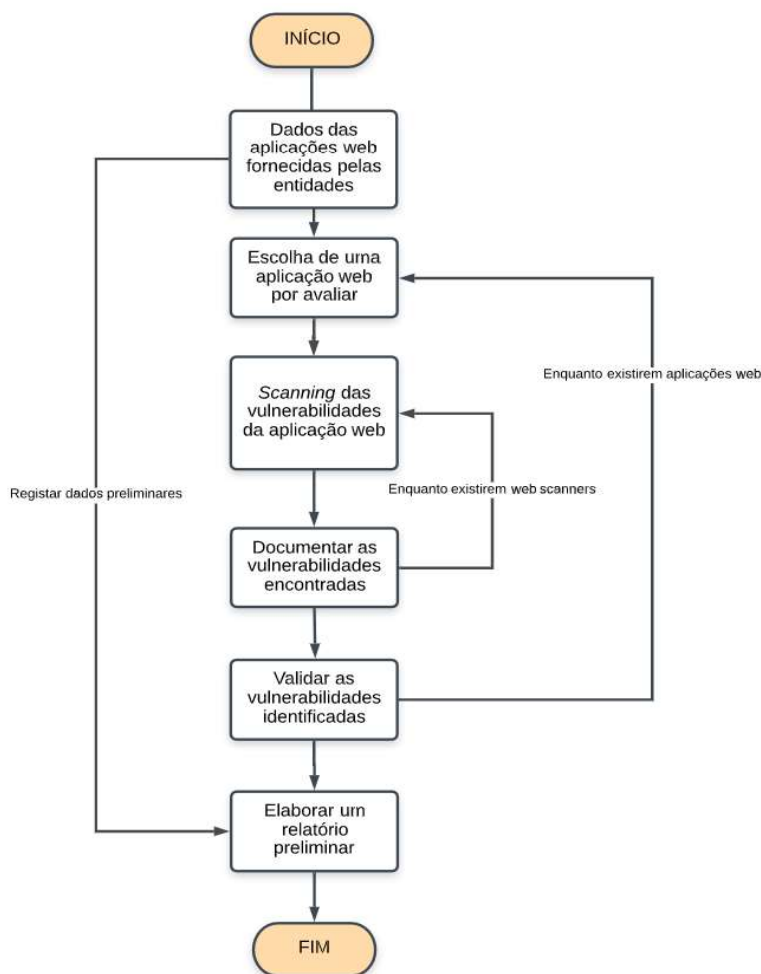 INÍCIO
Dados das
aplicações web
fornecidas pelas
entidades
Escolha de uma
aplicação web
por avaliar
Enquanto existirem aplicações web
Scanning das
vulnerabilidades
da aplicação web
Registar dados preliminares
Enquanto existirem web scanners
Documentar as
vulnerabilidades
encontradas
Validar as
vulnerabilidades
identificadas
Elaborar um
relatório
preliminar
FIM